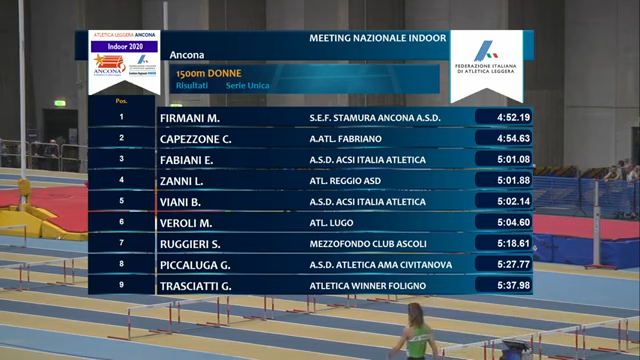 ATLETICA LEGGERA ANCONA
Indoor 2020
ANCONA
MEETING NAZIONALE INDOOR
Ancona
1500m DONNE
Risultati Serie Unica
FEDERAZIONE ITALIANA
DI ATLETICA LEGGERA
Pos.
1 FIRMANI M. S.E.F. STAMURA ANCONA A.S.D. 4:52.19
2 CAPEZZONE C. A.ATL. FABRIANO 4:54.63
3 FABIANI E. A.S.D. ACSI ITALIA ATLETICA 5:01.08
4 ZANNI L. ATL. REGGIO ASD 5:01.88
5 VIANI B. A.S.D. ACSI ITALIA ATLETICA 5:02.14
6 VEROLI M. ATL. LUGO 5:04.60
7 RUGGIERI S. MEZZOFONDO CLUB ASCOLI 5:18.61
8 PICCALUGA G. A.S.D. ATLETICA AMA CIVITANOVA 5:27.77
9 TRASCIATTI G. ATLETICA WINNER FOLIGNO 5:37.98